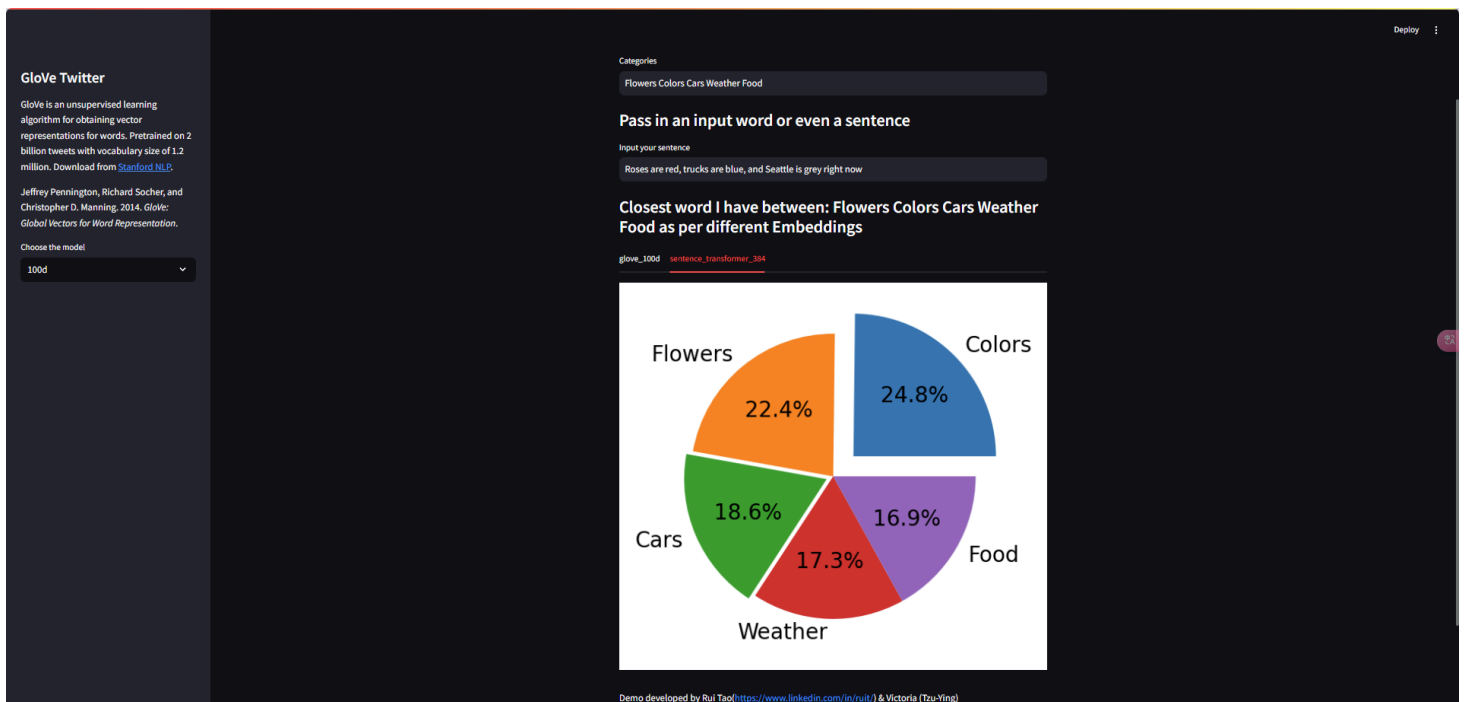 Deploy
GloVe Twitter
GloVe is an unsupervised learning
algorithm for obtaining vector
representations for words. Pretrained on 2
billion tweets with vocabulary size of 1.2
million. Download from Stanford NLP.
Jeffrey Pennington, Richard Socher, and
Christopher D. Manning. 2014. GloVe:
Global Vectors for Word Representation.
Choose the model
100d
Categories
Flowers Colors Cars Weather Food
Pass in an input word or even a sentence
Input your sentence
Roses are red, trucks are blue, and Seattle is grey right now
Closest word I have between: Flowers Colors Cars Weather
Food as per different Embeddings
glove_100d sentence_transformer_384
Colors
24.8%
Flowers
22.4%
Cars
18.6%
Weather
17.3%
Food
16.9%
Demo developed by Rui Tao(https://www.linkedin.com/in/ruit/) & Victoria (Tzu-Ying)